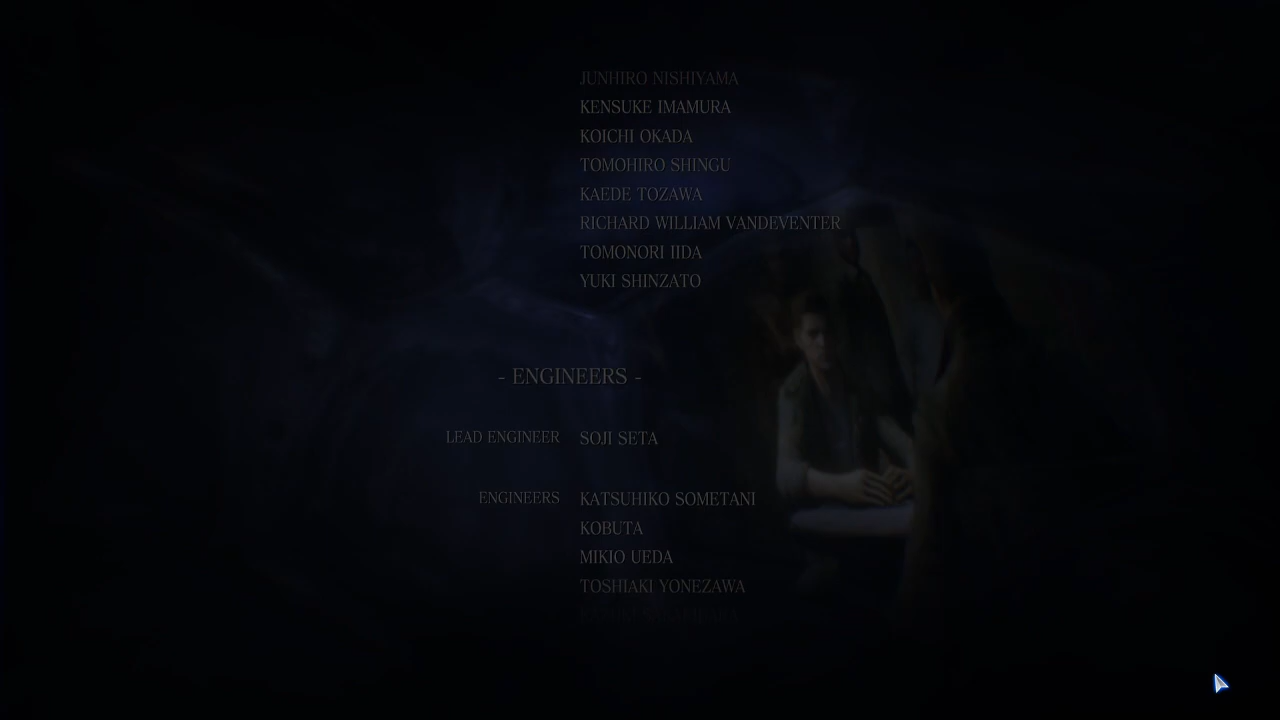 JUNHIRO NISHIYAMA
KENSUKE IMAMURA
KOICHI OKADA
TOMOHIRO SHINGU
KAEDE TOZAWA
RICHARD WILLIAM VANDEVENTER
TOMONORI IIDA
YUKI SHINZATO
- ENGINEERS -
LEAD ENGINEER SOJI SETA
ENGINEERS KATSUHIKO SOMETANI
KOBUTA
MIKIO UEDA
TOSHIAKI YONEZAWA